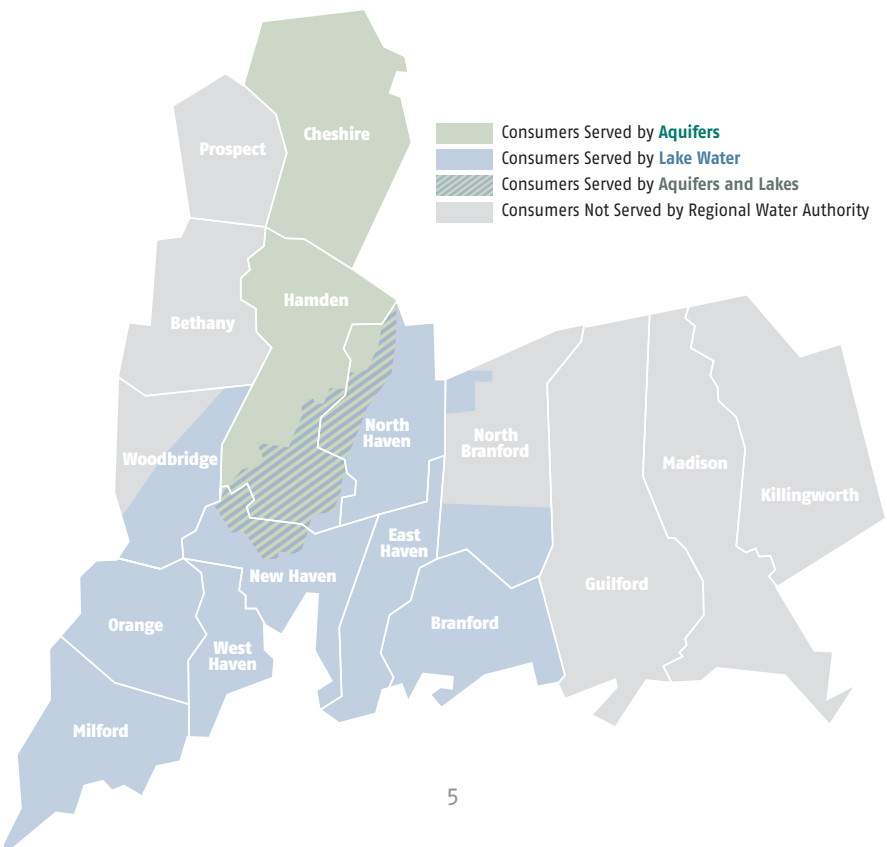 Cheshire
Prospect
Consumers Served by Aquifers
Consumers Served by Lake Water
Consumers Served by Aquifers and Lakes
Consumers Not Served by Regional Water Authority
Hamden
Bethany
North
Haven
North
Branford
Woodbridge
Madison
Killingworth
East
Haven
New Haven
Guilford
Orange
Branford
West
Haven
Milford
5